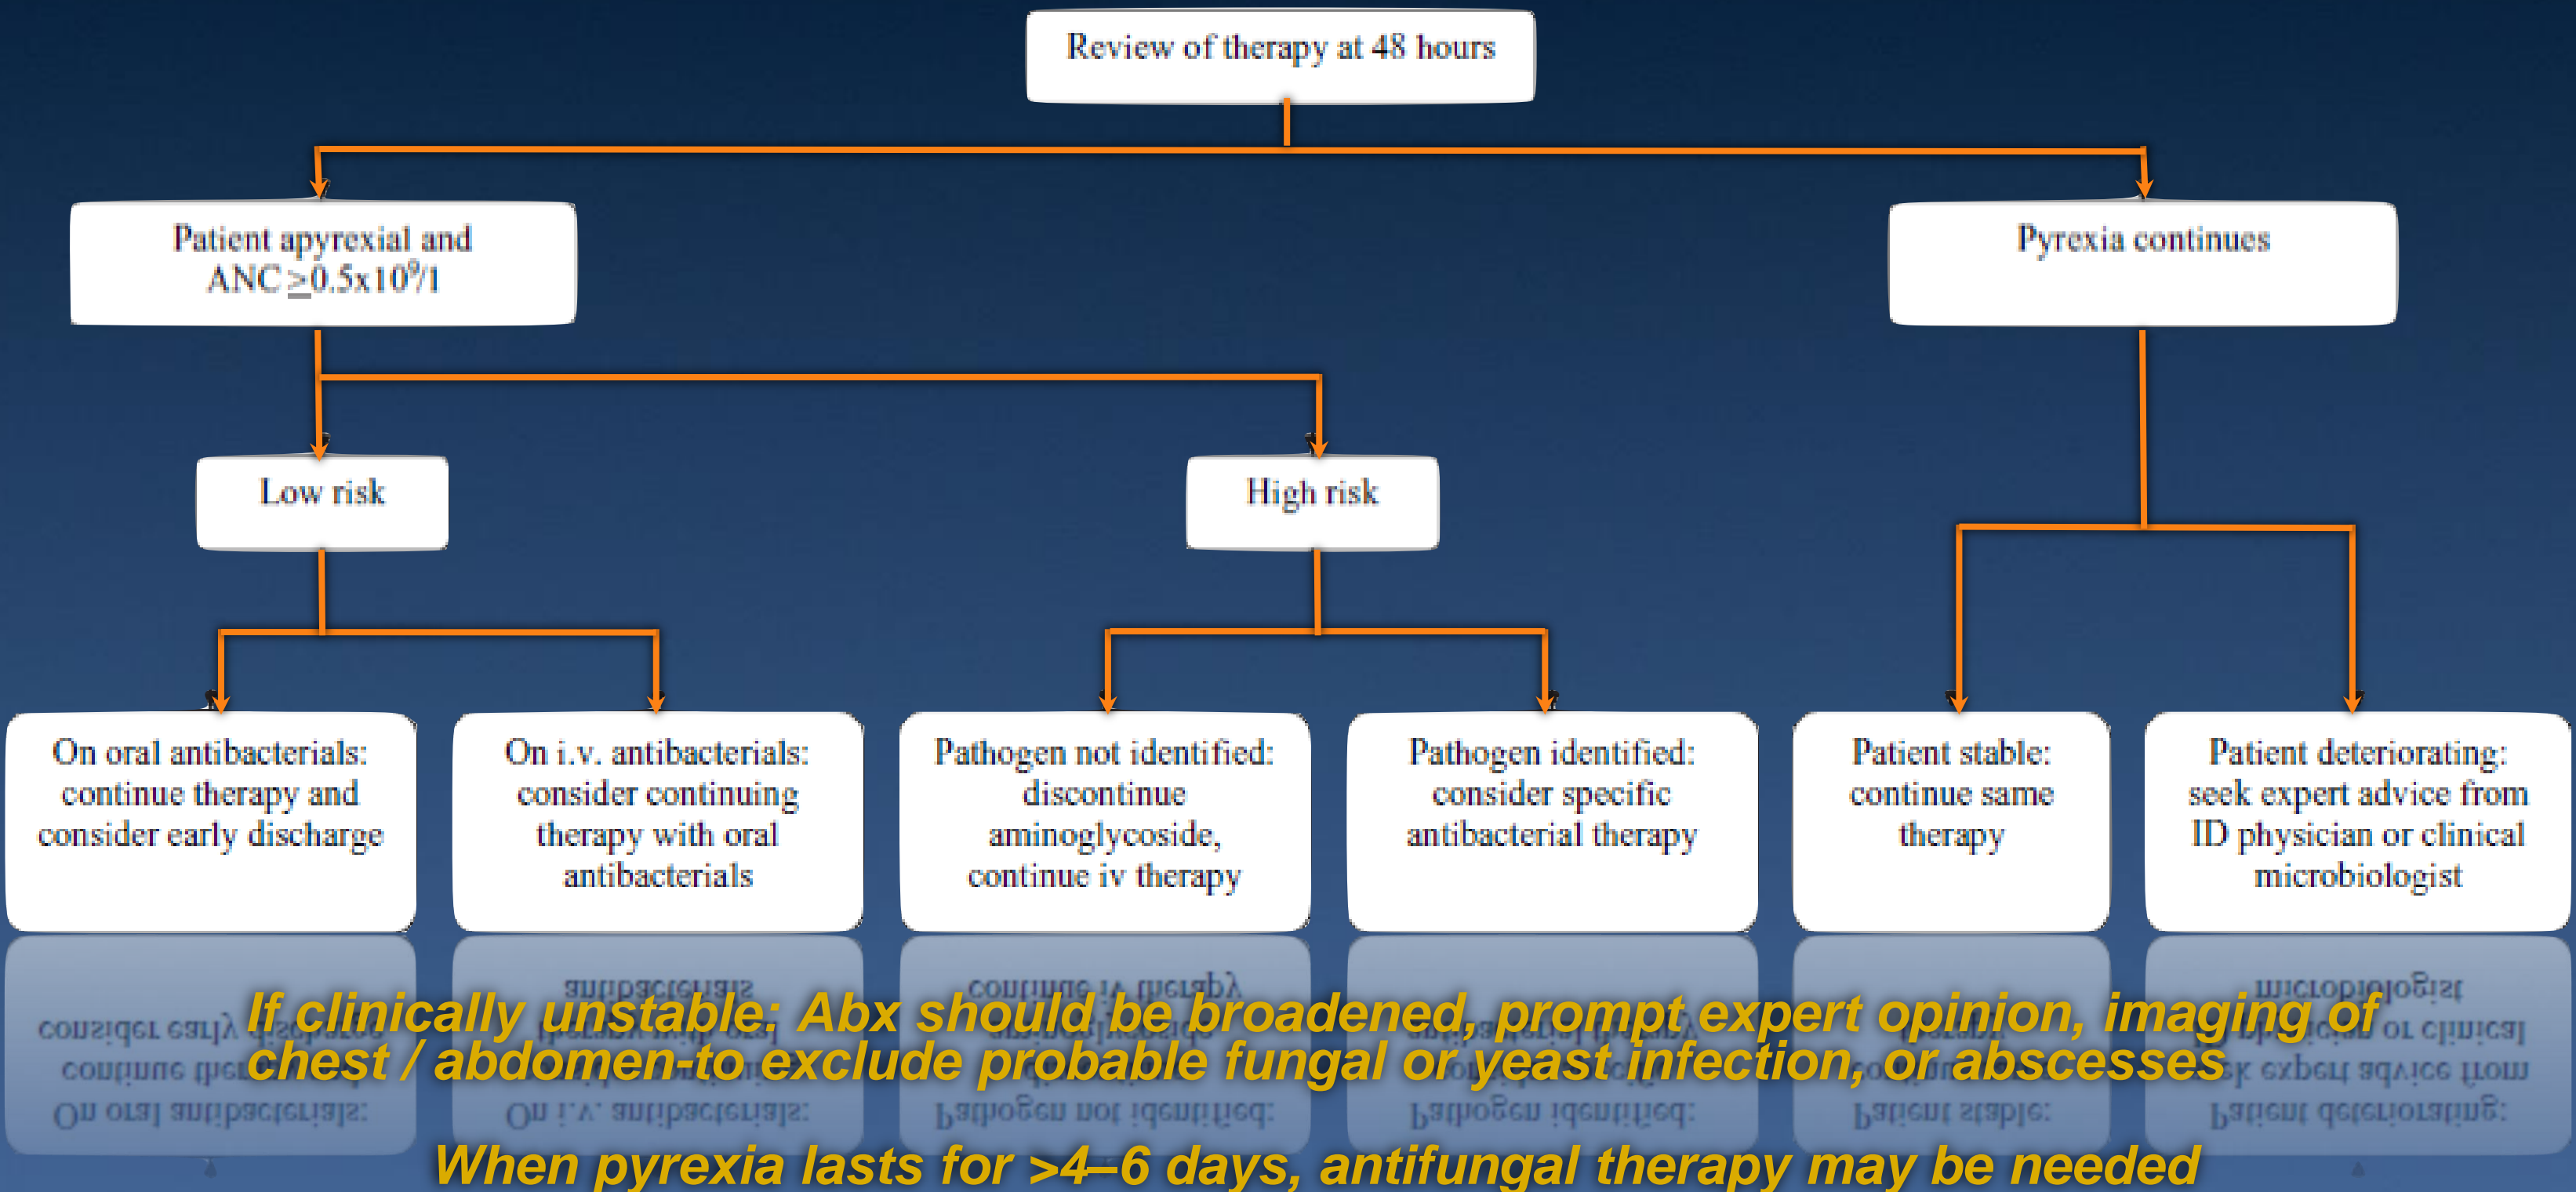 Review of therapy at 48 hours
Patient apyrexial and
ANC ≥0.5x10⁹/1
Pyrexia continues
Low risk
High risk
On oral antibacterials:
continue therapy and
consider early discharge
On i.v. antibacterials:
consider continuing
therapy with oral
antibacterials
Pathogen not identified:
discontinue
aminoglycoside,
continue iv therapy
Pathogen identified:
consider specific
antibacterial therapy
Patient stable:
continue same
therapy
Patient deteriorating:
seek expert advice from
ID physician or clinical
microbiologist
If clinically unstable: Abx should be broadened, prompt expert opinion, imaging of
chest / abdomen-to exclude probable fungal or yeast infection, or abscesses
When pyrexia lasts for >4–6 days, antifungal therapy may be needed